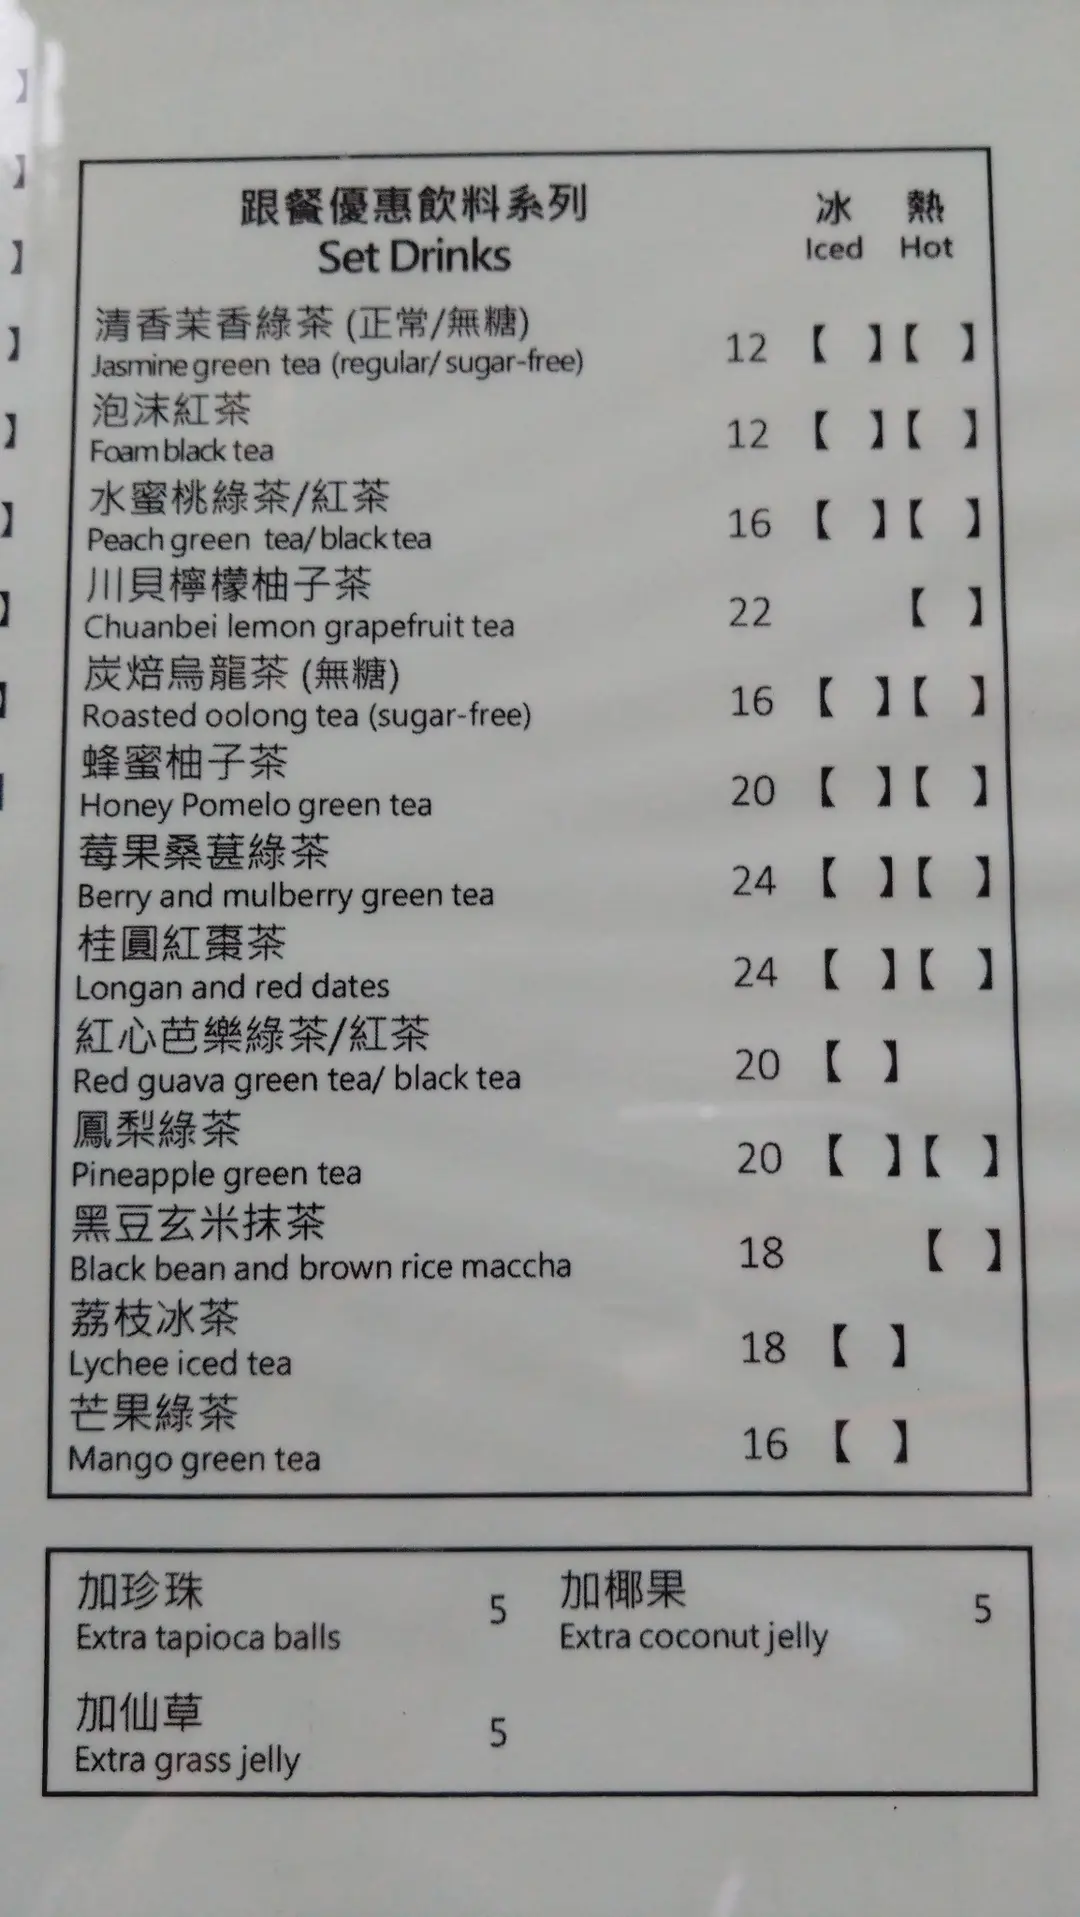 跟餐優惠飲料系列 冰 熱
Set Drinks Iced Hot
清香茉香綠茶 (正常/無糖)
Jasmine green tea (regular/ sugar-free) 12 【 】【 】
泡沫紅茶
Foam black tea 12 【 】【 】
水蜜桃綠茶/紅茶
Peach green tea/ black tea 16 【 】【 】
川貝檸檬柚子茶
Chuanbei lemon grapefruit tea 22 【 】
炭焙烏龍茶 (無糖)
Roasted oolong tea (sugar-free) 16 【 】【 】
蜂蜜柚子茶
Honey Pomelo green tea 20 【 】【 】
莓果桑葚綠茶
Berry and mulberry green tea 24 【 】【 】
桂圓紅棗茶
Longan and red dates 24 【 】【 】
紅心芭樂綠茶/紅茶
Red guava green tea/ black tea 20 【 】
鳳梨綠茶
Pineapple green tea 20 【 】【 】
黑豆玄米抹茶
Black bean and brown rice maccha 18 【 】
荔枝冰茶
Lychee iced tea 18 【 】
芒果綠茶
Mango green tea 16 【 】
加珍珠 5 加椰果 5
Extra tapioca balls Extra coconut jelly
加仙草 5
Extra grass jelly